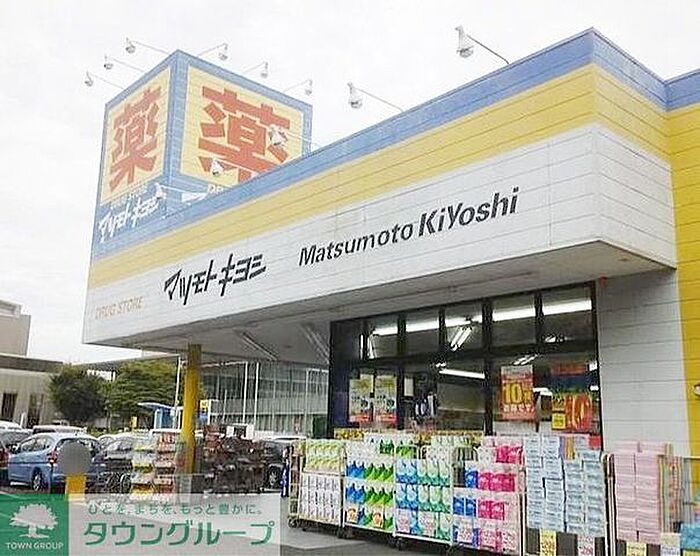 薬
薬
マツモトキヨシ
DRUG STORE
マツモトキヨシ
Matsumoto KiYoshi
ひとを、まちを、もっと豊かに。
タウングループ
TOWN GROUP